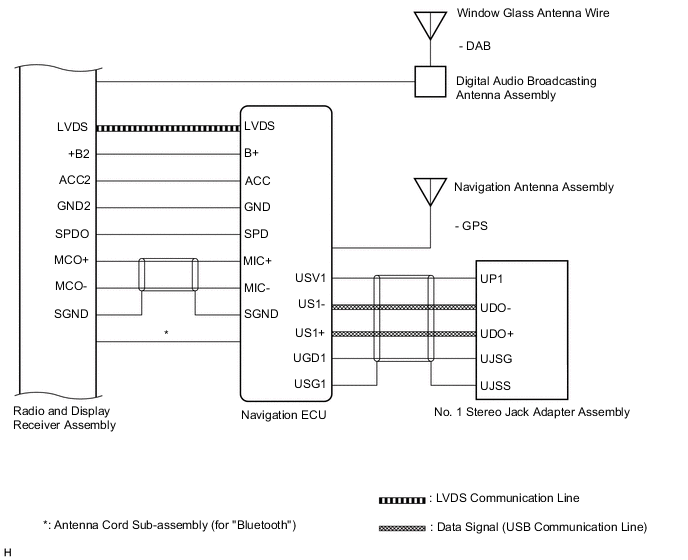 Window Glass Antenna Wire
- DAB
Digital Audio Broadcasting
Antenna Assembly
LVDS
LVDS
+B2
B+
ACC2
ACC
GND2
GND
SPDO
SPD
MCO+
MIC+
MCO-
MIC-
SGND
SGND
*
Navigation Antenna Assembly
- GPS
USV1
UP1
US1-
UDO-
US1+
UDO+
UGD1
UJSG
USG1
UJSS
Radio and Display
Receiver Assembly
Navigation ECU
No. 1 Stereo Jack Adapter Assembly
: LVDS Communication Line
*: Antenna Cord Sub-assembly (for "Bluetooth")
: Data Signal (USB Communication Line)
H